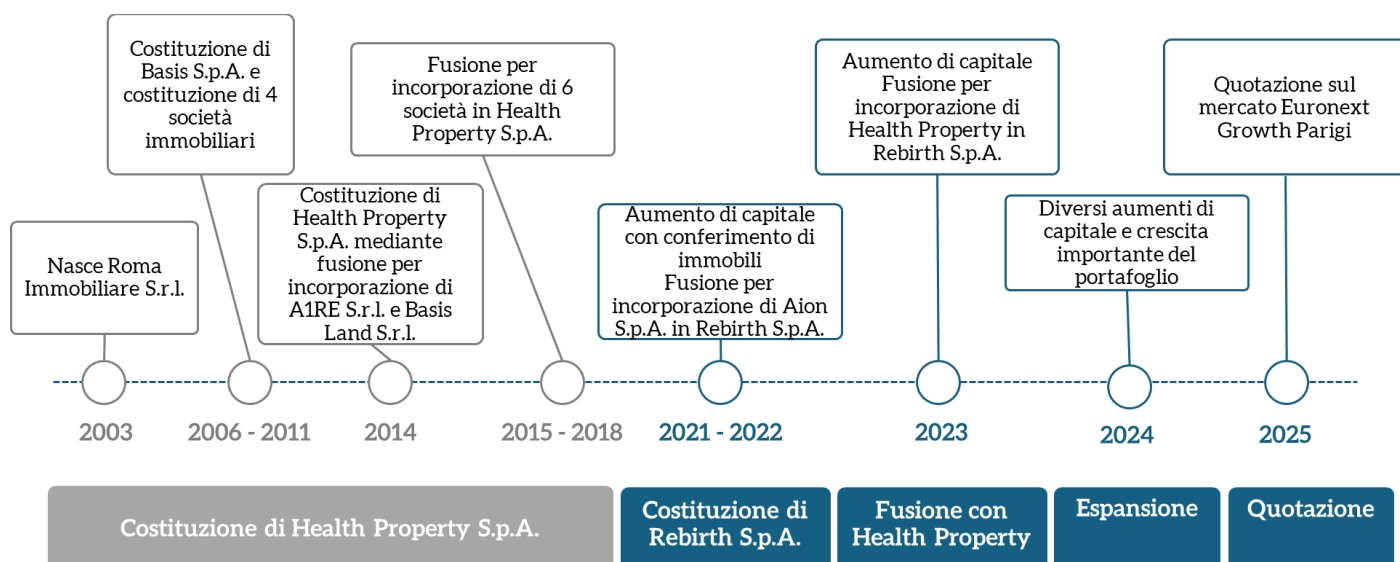 Costituzione di
Basis S.p.A. e
costituzione di 4
società
immobiliari
Fusione per
incorporazione di 6
società in Health
Property S.p.A.
Aumento di capitale
Fusione per
incorporazione di
Health Property in
Rebirth S.p.A.
Quotazione sul
mercato Euronext
Growth Parigi
Nasce Roma
Immobiliare S.r.l.
Costituzione di
Health Property
S.p.A. mediante
fusione per
incorporazione di
A1RE S.r.l. e Basis
Land S.r.l.
Aumento di capitale
con conferimento di
immobili
Fusione per
incorporazione di Aion
S.p.A. in Rebirth S.p.A.
Diversi aumenti di
capitale e crescita
importante del
portafoglio
2003
2006 - 2011
2014
2015 - 2018
2021 - 2022
2023
2024
2025
Costituzione di Health Property S.p.A.
Costituzione di
Rebirth S.p.A.
Fusione con
Health Property
Espansione
Quotazione